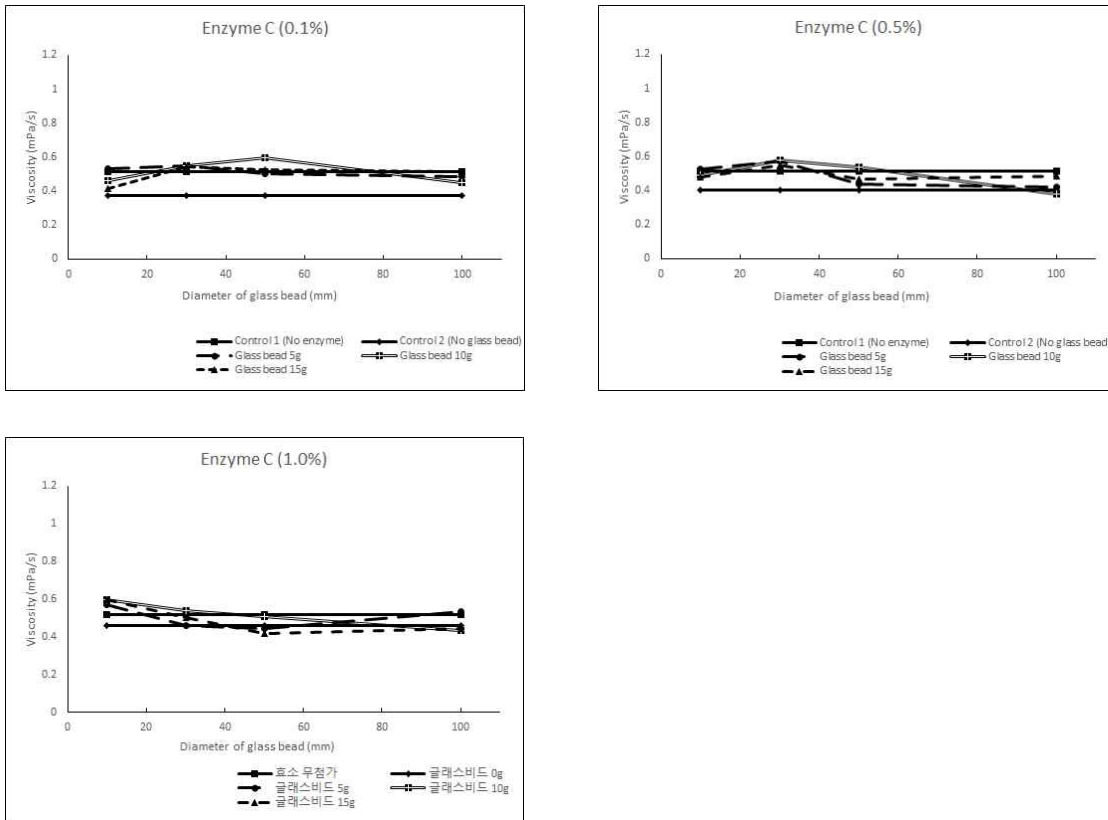 Enzyme C (0.1%)
1.2
1
0.8
0.6
0.4
0.2
0
Viscosity (mPa/s)
0 20 40 60 80 100
Diameter of glass bead (mm)
Control 1 (No enzyme) Control 2 (No glass bead)
Glass bead 5g Glass bead 10g
Glass bead 15g
Enzyme C (0.5%)
1.2
1
0.8
0.6
0.4
0.2
0
Viscosity (mPa/s)
0 20 40 60 80 100
Diameter of glass bead (mm)
Control 1 (No enzyme) Control 2 (No glass bead)
Glass bead 5g Glass bead 10g
Glass bead 15g
Enzyme C (1.0%)
1.2
1
0.8
0.6
0.4
0.2
0
Viscosity (mPa/s)
0 20 40 60 80 100
Diameter of glass bead (mm)
효소 무첨가 글래스비드 0g
글래스비드 5g 글래스비드 10g
글래스비드 15g